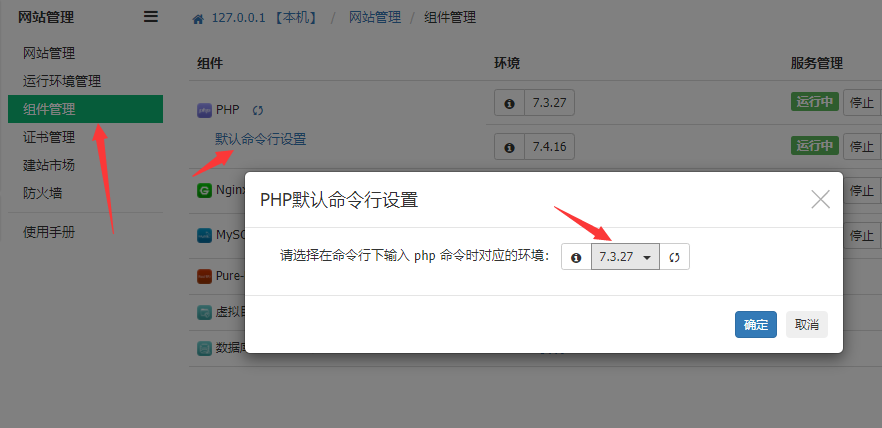 网站管理
127.0.0.1 【本机】 / 网站管理 / 组件管理
网站管理
运行环境管理
组件管理
证书管理
建站市场
防火墙
使用手册
组件 环境 服务管理
PHP 7.3.27 运行中 停止
默认命令行设置 7.4.16 运行中 停止
Nginx 停止
MySQ 停止
Pure-
虚拟
数据库
PHP默认命令行设置
请选择在命令行下输入 php 命令时对应的环境: 7.3.27
确定 取消